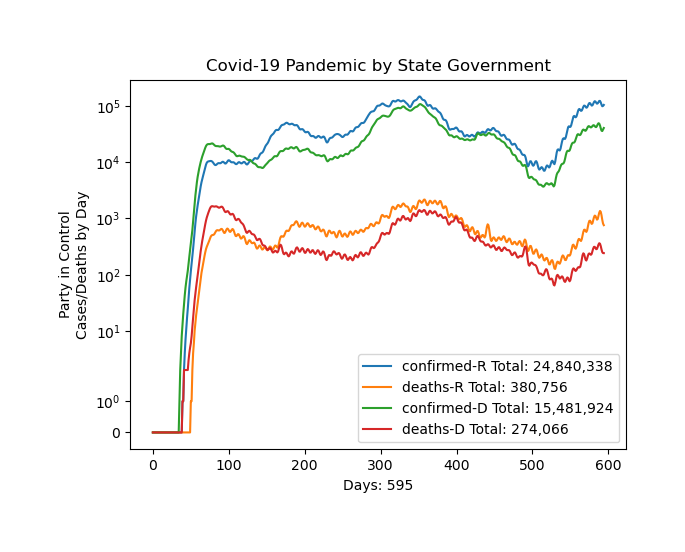 Covid-19 Pandemic by State Government
Party in Control
Cases/Deaths by Day
10^5
10^4
10^3
10^2
10^1
10^0
0
confirmed-R Total: 24,840,338
deaths-R Total: 380,756
confirmed-D Total: 15,481,924
deaths-D Total: 274,066
0 100 200 300 400 500 600
Days: 595